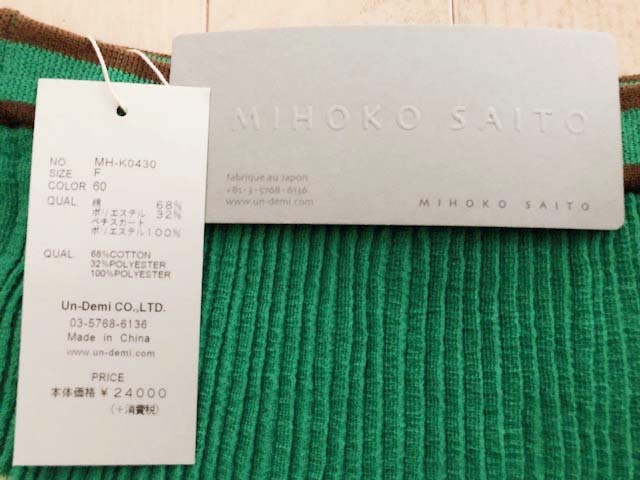 MIHOKO SAITO
fabrique au Japon
+81-3-5768-6136
www.un-demi.com
MIHOKO SAITO
NO. MH-K0430
SIZE F
COLOR 60
QUAL 綿 68%
ポリエステル 32%
ペチスカート
ポリエステル100%
QUAL 68%COTTON
32%POLYESTER
100%POLYESTER
Un-Demi CO.,LTD.
03-5768-6136
Made in China
www.un-demi.com
PRICE
本体価格 ¥ 24000
(+消費税)